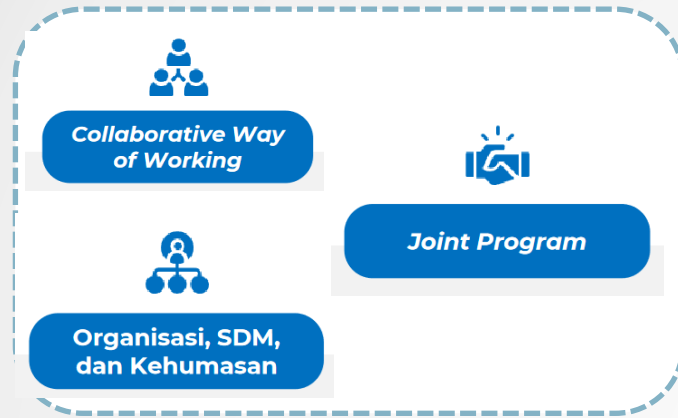 Collaborative Way
of Working
Joint Program
Organisasi, SDM,
dan Kehumasan